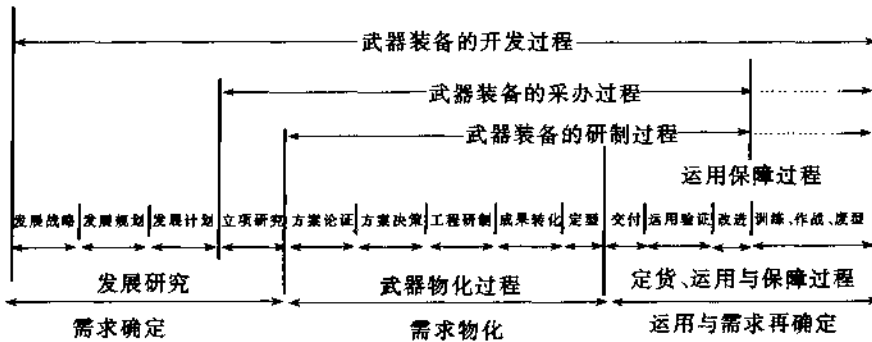 武器装备的开发过程
武器装备的采办过程
武器装备的研制过程
运用保障过程
发展战略 发展规划 发展计划 立项研究 方案论证 方案决策 工程研制 成果转化 定型 交付 运用验证 改进 训练、作战、废型
发展研究 武器物化过程 定货、运用与保障过程
需求确定 需求物化 运用与需求再确定